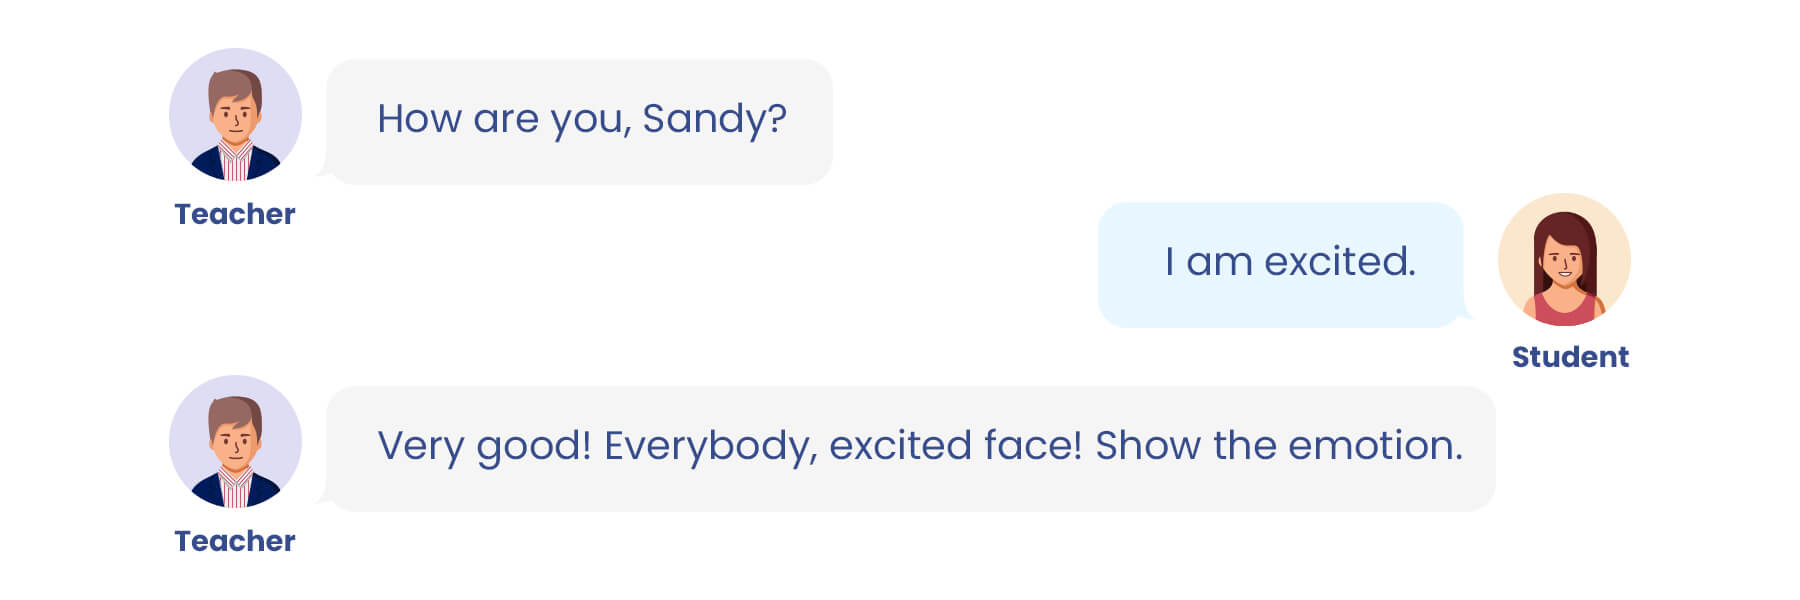 How are you, Sandy?
Teacher
I am excited.
Student
Very good! Everybody, excited face! Show the emotion.
Teacher